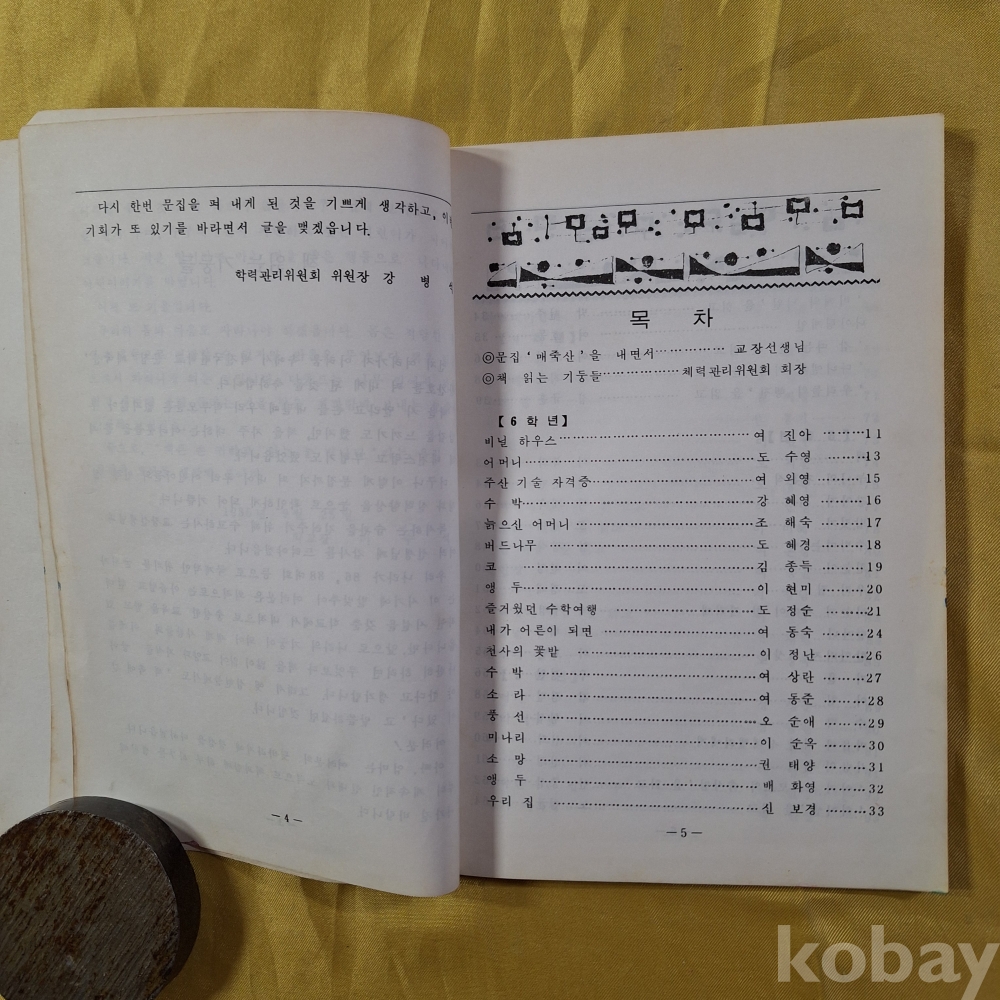 다시 한번 문집을 펴 내게 된 것을 기쁘게 생각하고,
기회가 또 있기를 바라면서 글을 맺겠읍니다.
학력관리위원회 위원장 강 병
—4—
목 차
◎문집 ‘매죽산’을 내면서⋯⋯⋯⋯⋯ 교장선생님
◎책 읽는 기둥들⋯⋯⋯⋯⋯⋯ 체력관리위원회 회장
【6학년】
비닐 하우스⋯⋯⋯⋯⋯⋯⋯⋯⋯⋯ 여 진아 ⋯⋯⋯11
어머니⋯⋯⋯⋯⋯⋯⋯⋯⋯⋯ 도 수영 ⋯⋯⋯13
주산 기술 자격증⋯⋯⋯⋯⋯⋯⋯⋯ 여 외영 ⋯⋯⋯15
수 박⋯⋯⋯⋯⋯⋯⋯⋯⋯⋯ 강 혜영 ⋯⋯⋯16
늙으신 어머니⋯⋯⋯⋯⋯⋯⋯⋯ 조 해숙 ⋯⋯⋯17
버드나무 ⋯⋯⋯⋯⋯⋯⋯⋯⋯ 도 혜경 ⋯⋯⋯18
코 ⋯⋯⋯⋯⋯⋯⋯⋯⋯ 김 종득 ⋯⋯⋯19
앵 두⋯⋯⋯⋯⋯⋯⋯⋯⋯⋯ 이 현미 ⋯⋯⋯20
즐거웠던 수학여행 ⋯⋯⋯⋯⋯⋯ 도 정순 ⋯⋯⋯21
내가 어른이 되면 ⋯⋯⋯⋯⋯⋯ 여 동숙 ⋯⋯⋯24
천사의 꽃밭 ⋯⋯⋯⋯⋯⋯⋯ 이 정난 ⋯⋯⋯26
수 박 ⋯⋯⋯⋯⋯⋯⋯⋯⋯ 여 상란 ⋯⋯⋯27
소 라 ⋯⋯⋯⋯⋯⋯⋯⋯⋯ 여 동준 ⋯⋯⋯28
풍 선 ⋯⋯⋯⋯⋯⋯⋯⋯⋯ 오 순애 ⋯⋯⋯29
미나리 ⋯⋯⋯⋯⋯⋯⋯⋯⋯ 이 순옥 ⋯⋯⋯30
소 망 ⋯⋯⋯⋯⋯⋯⋯⋯⋯ 권 태양 ⋯⋯⋯31
앵 두 ⋯⋯⋯⋯⋯⋯⋯⋯⋯ 배 화영 ⋯⋯⋯32
우리 집 ⋯⋯⋯⋯⋯⋯⋯⋯ 신 보경 ⋯⋯⋯33
—5—
kobay